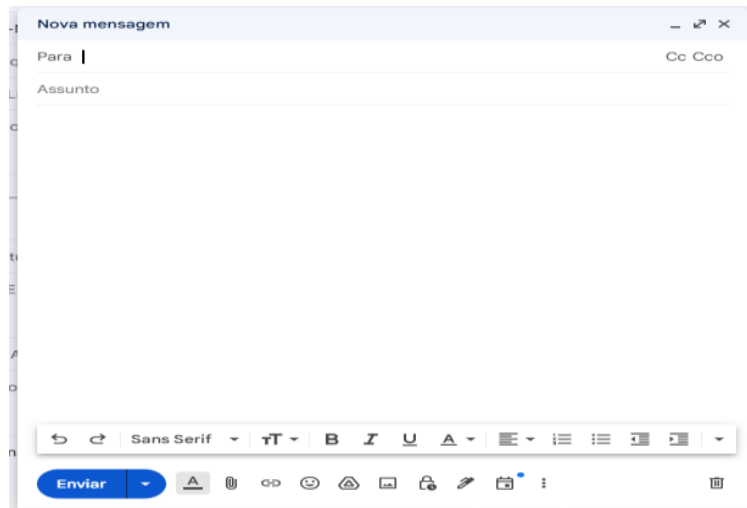 Nova mensagem
Para Cc Cco
Assunto
Sans Serif
Enviar